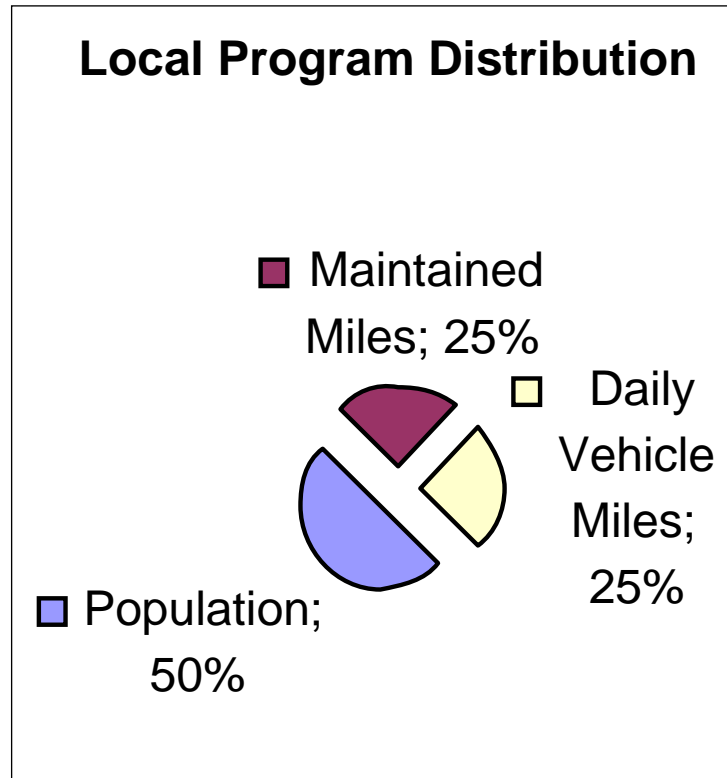 Local Program Distribution
Maintained
Miles; 25%
Daily
Vehicle
Miles;
25%
Population;
50%